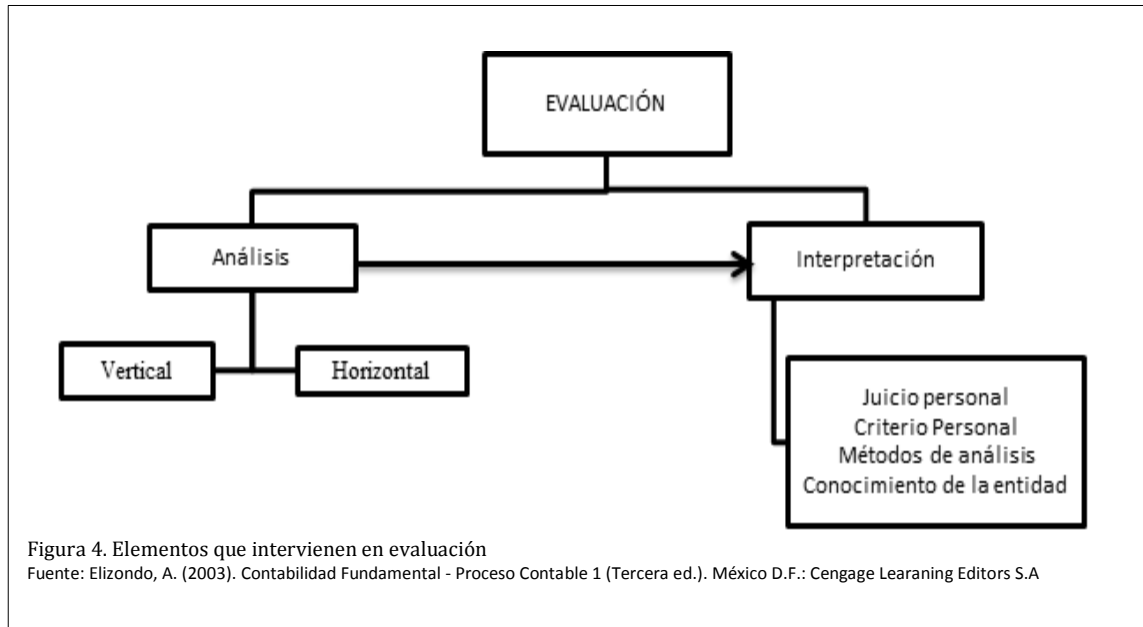 EVALUACIÓN
Análisis
Interpretación
Vertical
Horizontal
Juicio personal
Criterio Personal
Métodos de análisis
Conocimiento de la entidad
Figura 4. Elementos que intervienen en evaluación
Fuente: Elizondo, A. (2003). Contabilidad Fundamental - Proceso Contable 1 (Tercera ed.). México D.F.: Cengage Learaning Editors S.A